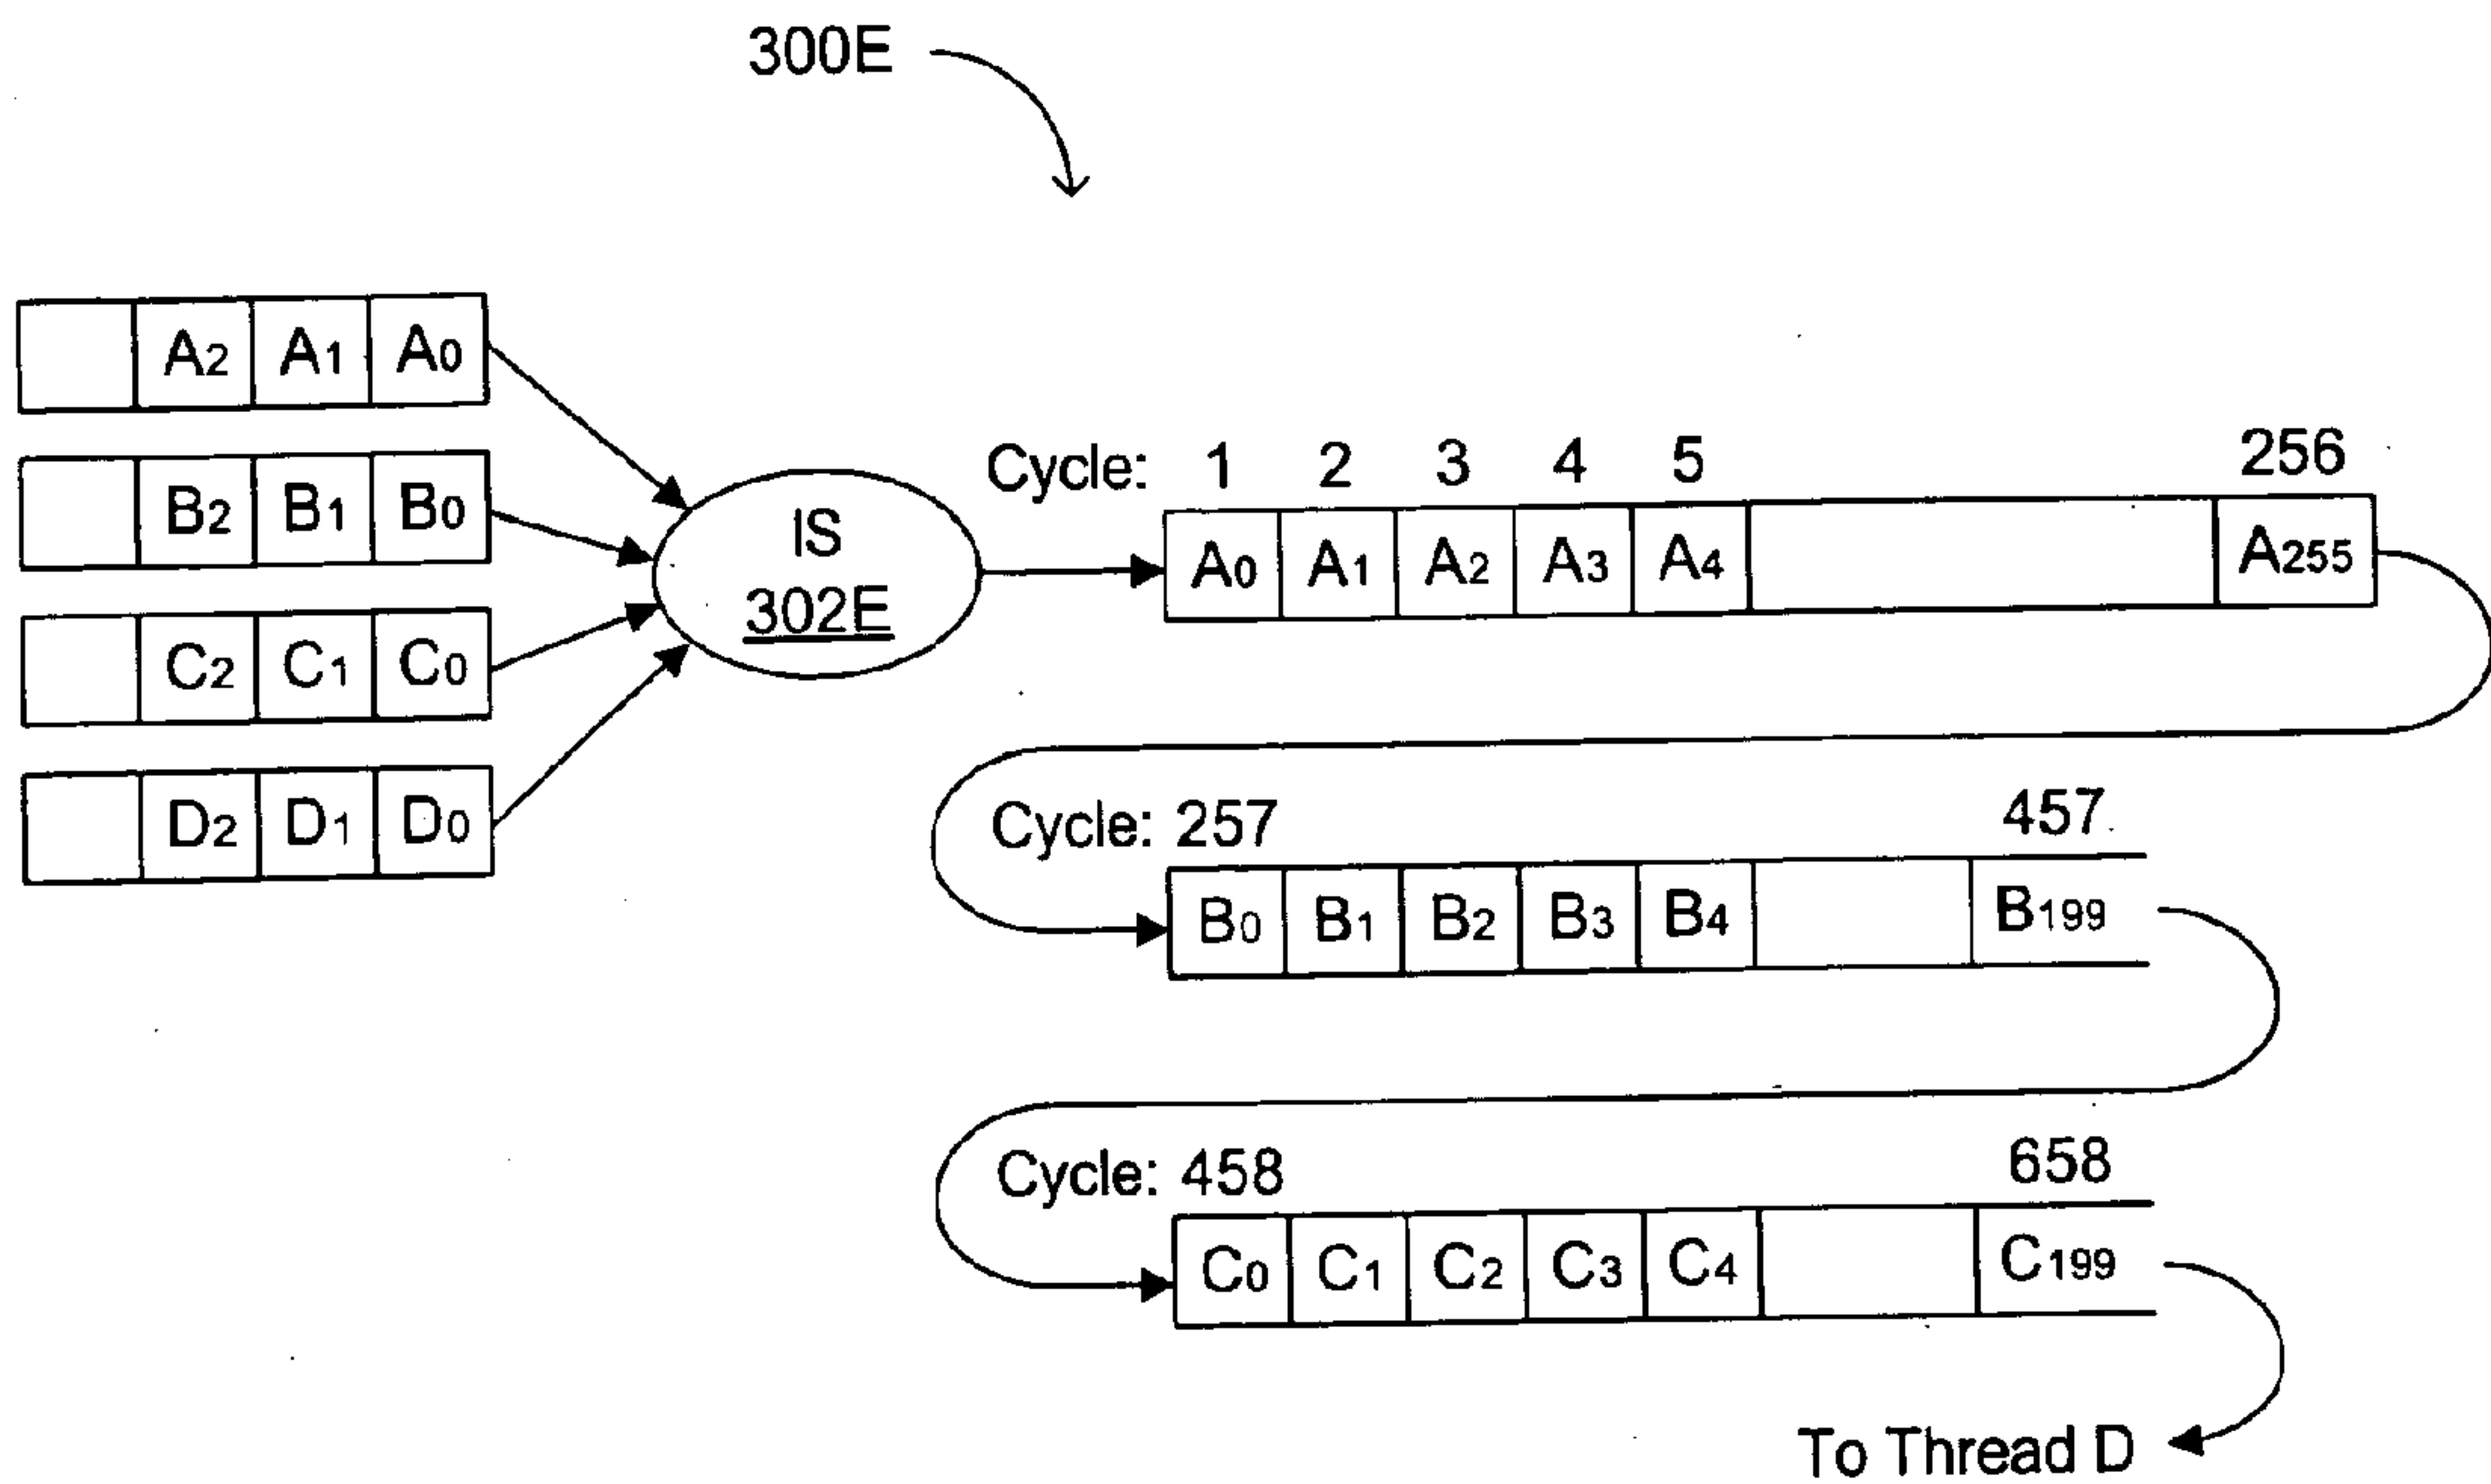 300E
A2 A1 A0
B2 B1 B0
C2 C1 C0
D2 D1 D0
IS
302E
Cycle: 1 2 3 4 5 256
A0 A1 A2 A3 A4 A255
Cycle: 257 457
B0 B1 B2 B3 B4 B199
Cycle: 458 658
C0 C1 C2 C3 C4 C199
To Thread D